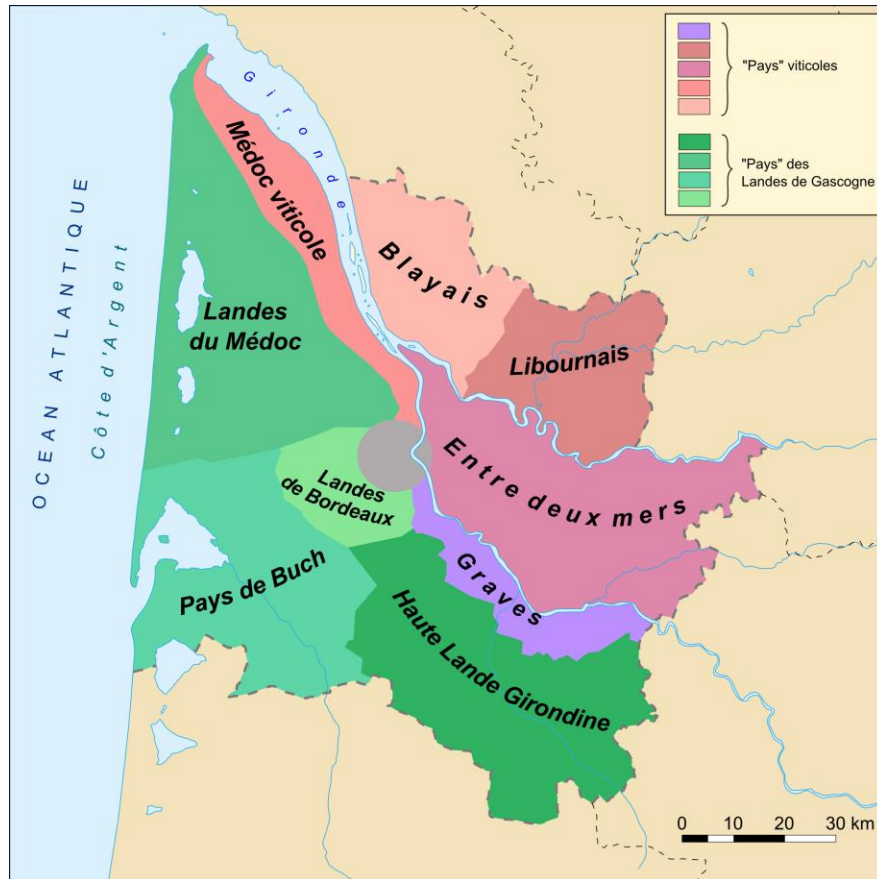 Gironde
"Pays" viticoles
"Pays" des
Landes de Gascogne
OCEAN ATLANTIQUE
Côte d'Argent
Médoc viticole
Blayais
Landes
du Médoc
Libournais
Entre deux mers
Landes
de Bordeaux
Graves
Pays de Buch
Haute Lande Girondine
0 10 20 30 km